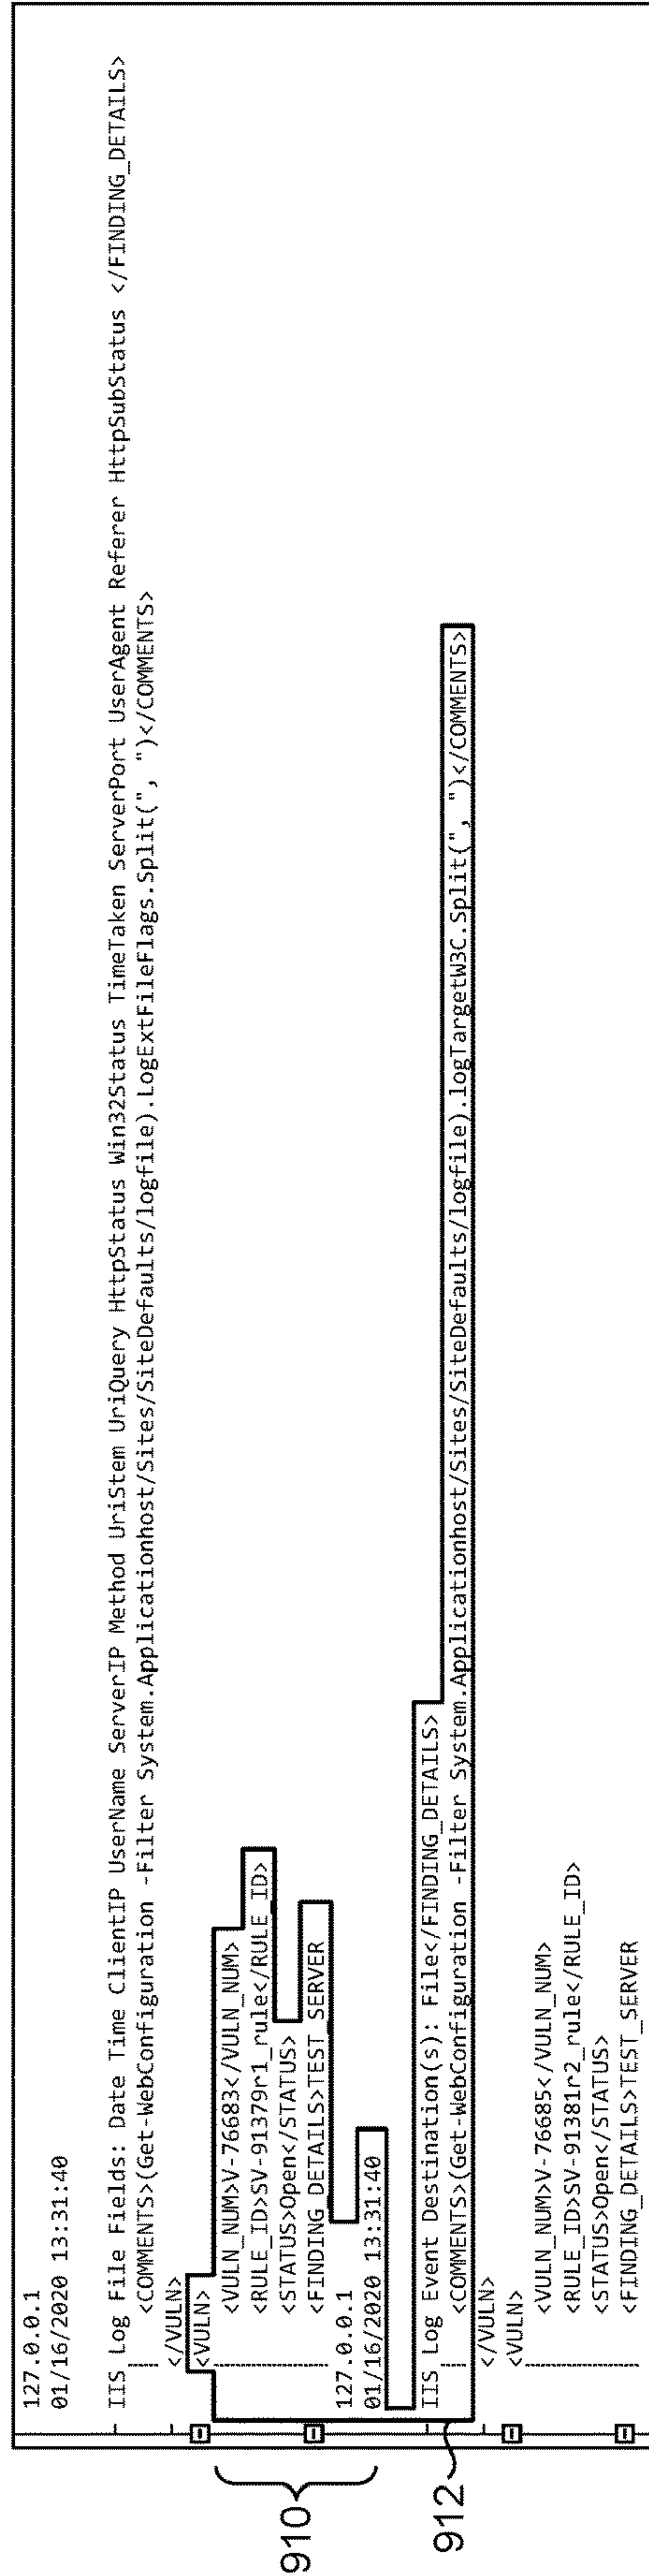 127.0.0.1
01/16/2020 13:31:40
IIS Log File Fields: Date Time ClientIP UserName ServerIP Method UriStem UriQuery HttpStatus Win32Status TimeTaken ServerPort UserAgent Referer HttpSubStatus </FINDING_DETAILS>
<COMMENTS>(Get-WebConfiguration -Filter System.Applicationhost/Sites/SiteDefaults/logfile).LogExtFileFlags.Split(", ")</COMMENTS>
</VULN>
<VULN>
<VULN_NUM>V-76683</VULN_NUM>
<RULE_ID>SV-91379r1_rule</RULE_ID>
<STATUS>Open</STATUS>
<FINDING_DETAILS>TEST_SERVER
127.0.0.1
01/16/2020 13:31:40
IIS Log Event Destination(s): File</FINDING_DETAILS>
<COMMENTS>(Get-WebConfiguration -Filter System.Applicationhost/Sites/SiteDefaults/logfile).logTargetW3C.Split(", ")</COMMENTS>
</VULN>
<VULN>
<VULN_NUM>V-76685</VULN_NUM>
<RULE_ID>SV-91381r2_rule</RULE_ID>
<STATUS>Open</STATUS>
<FINDING_DETAILS>TEST_SERVER
910
912